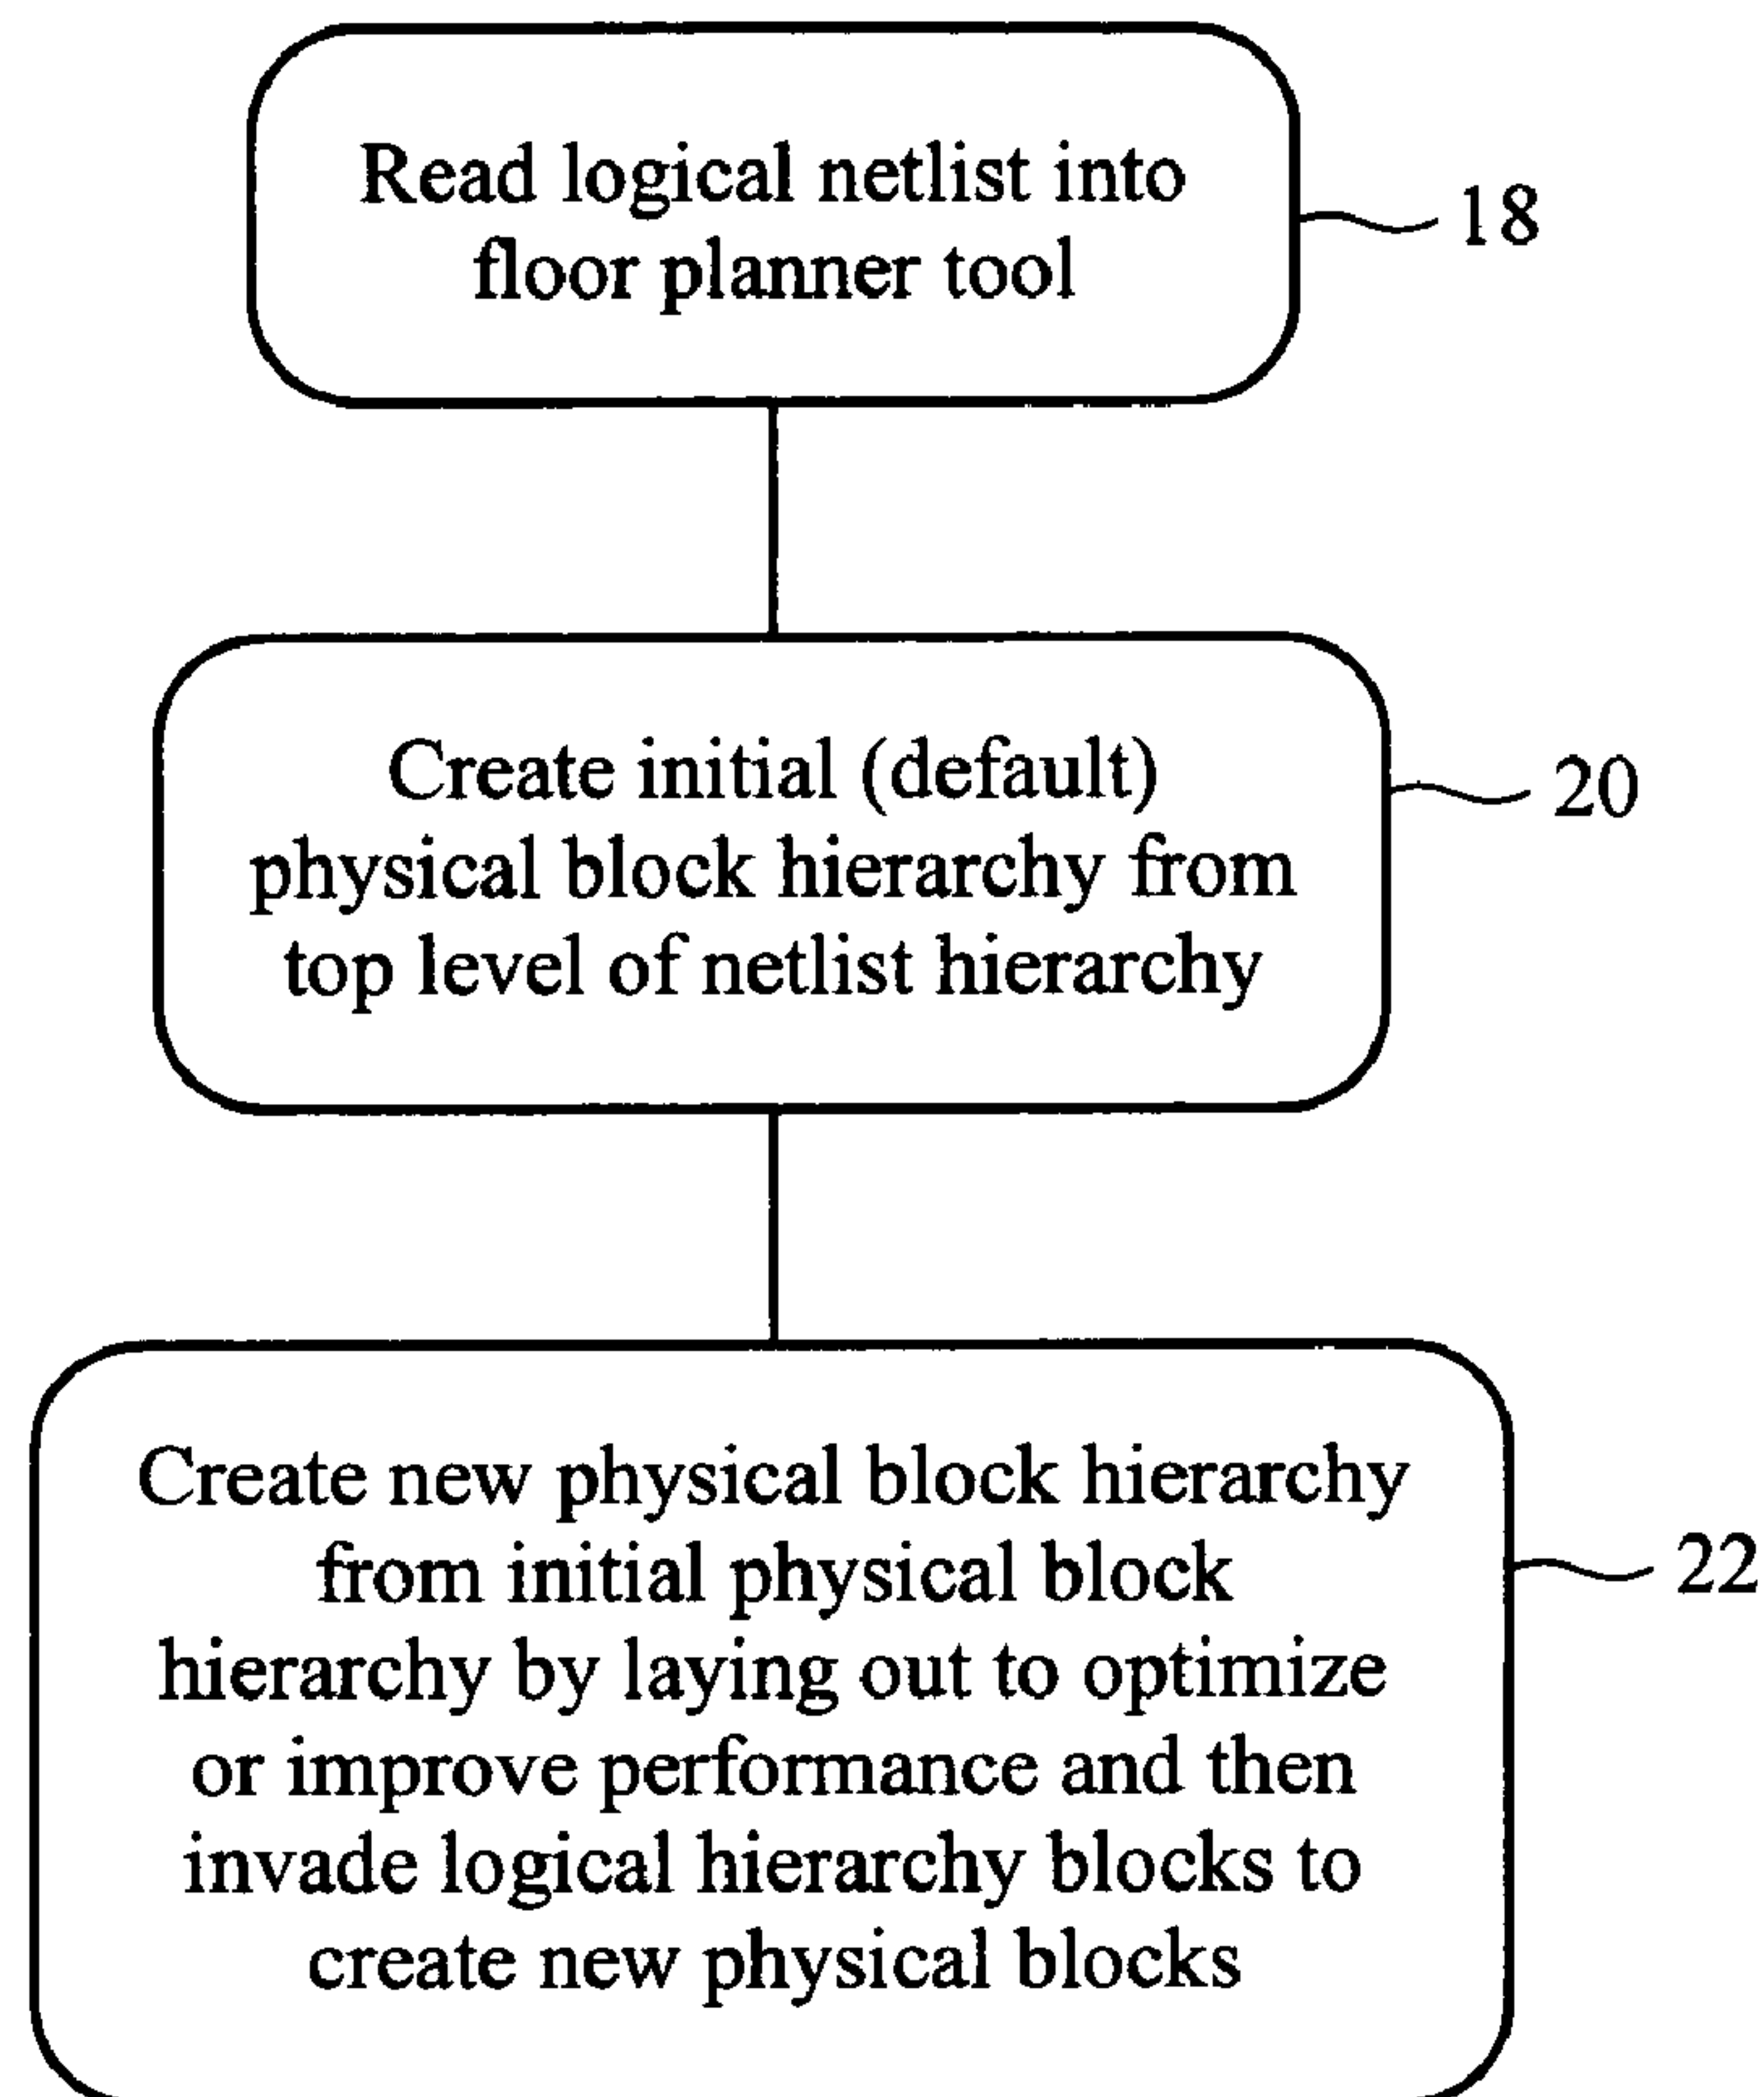 Read logical netlist into
floor planner tool
18
Create initial (default)
physical block hierarchy from
top level of netlist hierarchy
20
Create new physical block hierarchy
from initial physical block
hierarchy by laying out to optimize
or improve performance and then
invade logical hierarchy blocks to
create new physical blocks
22